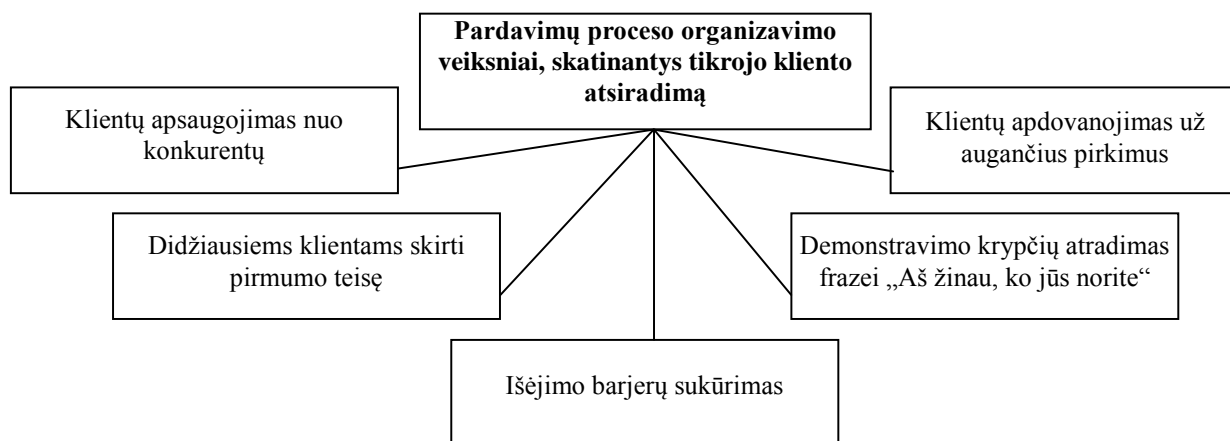 Pardavimų proceso organizavimo
veiksniai, skatinantys tikrojo kliento
atsiradimą
Klientų apsaugojimas nuo
konkurentų
Klientų apdovanojimas už
augančius pirkimus
Didžiausiems klientams skirti
pirmumo teisę
Demonstravimo krypčių atradimas
frazei „Aš žinau, ko jūs norite“
Išėjimo barjerų sukūrimas